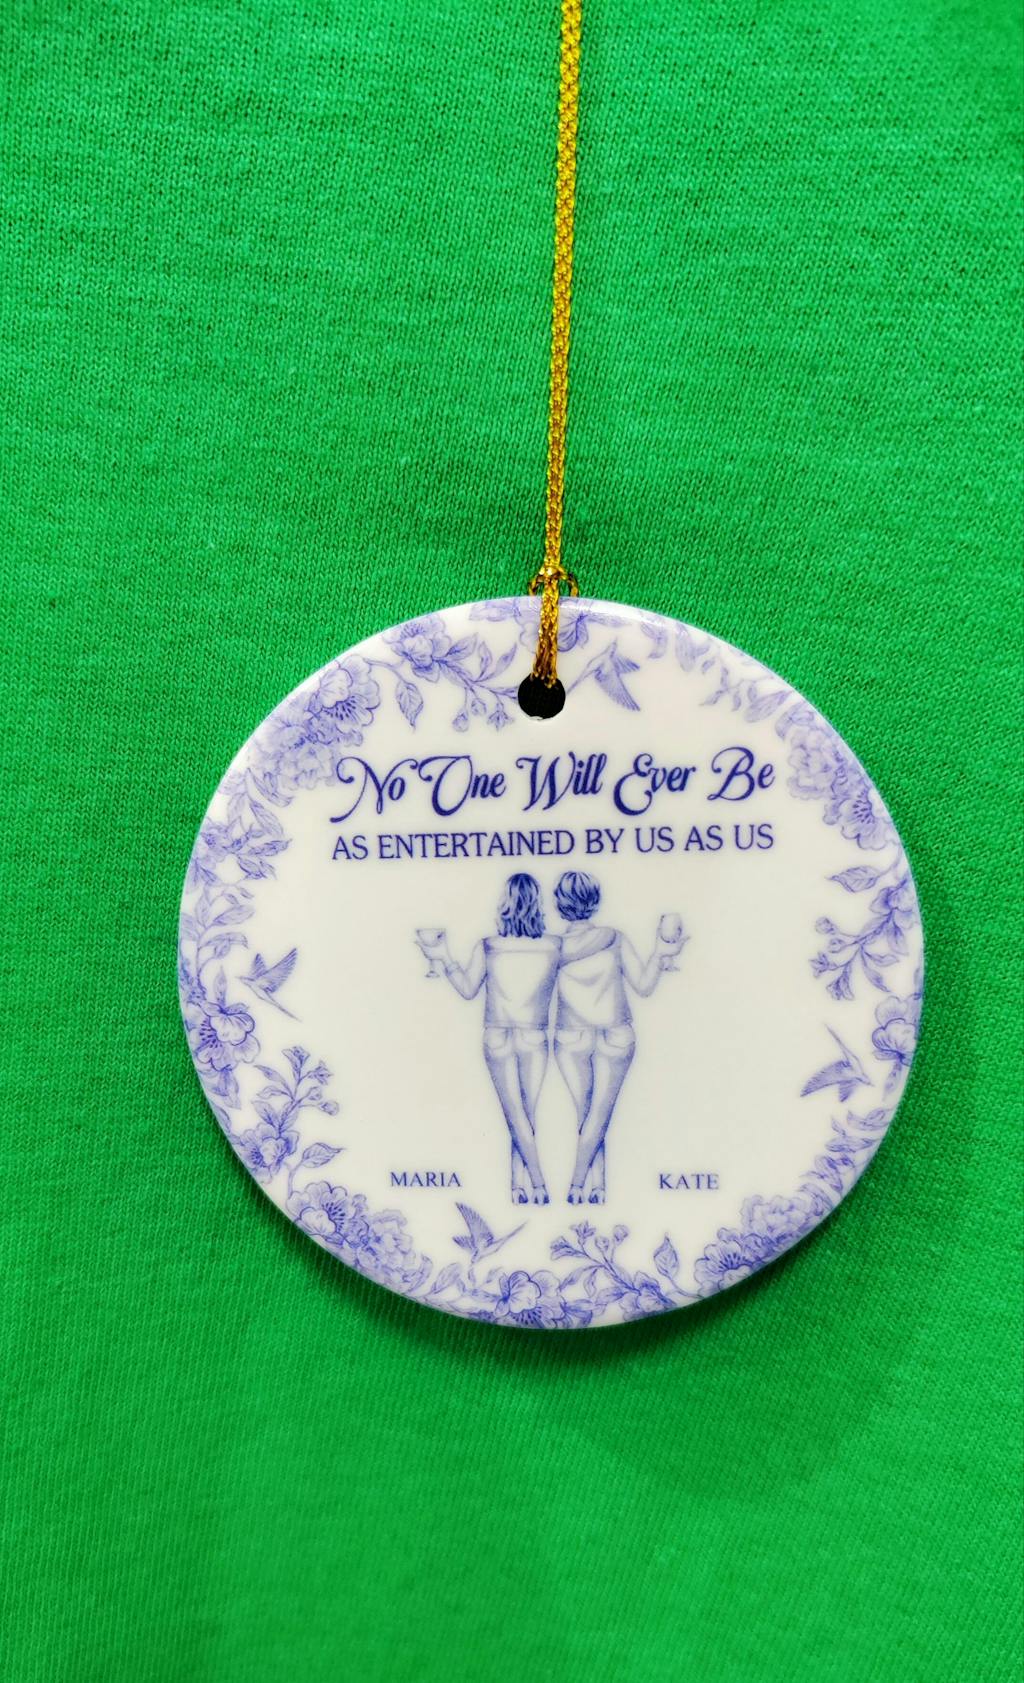 No One Will Ever Be
AS ENTERTAINED BY US AS US
MARIA
KATE